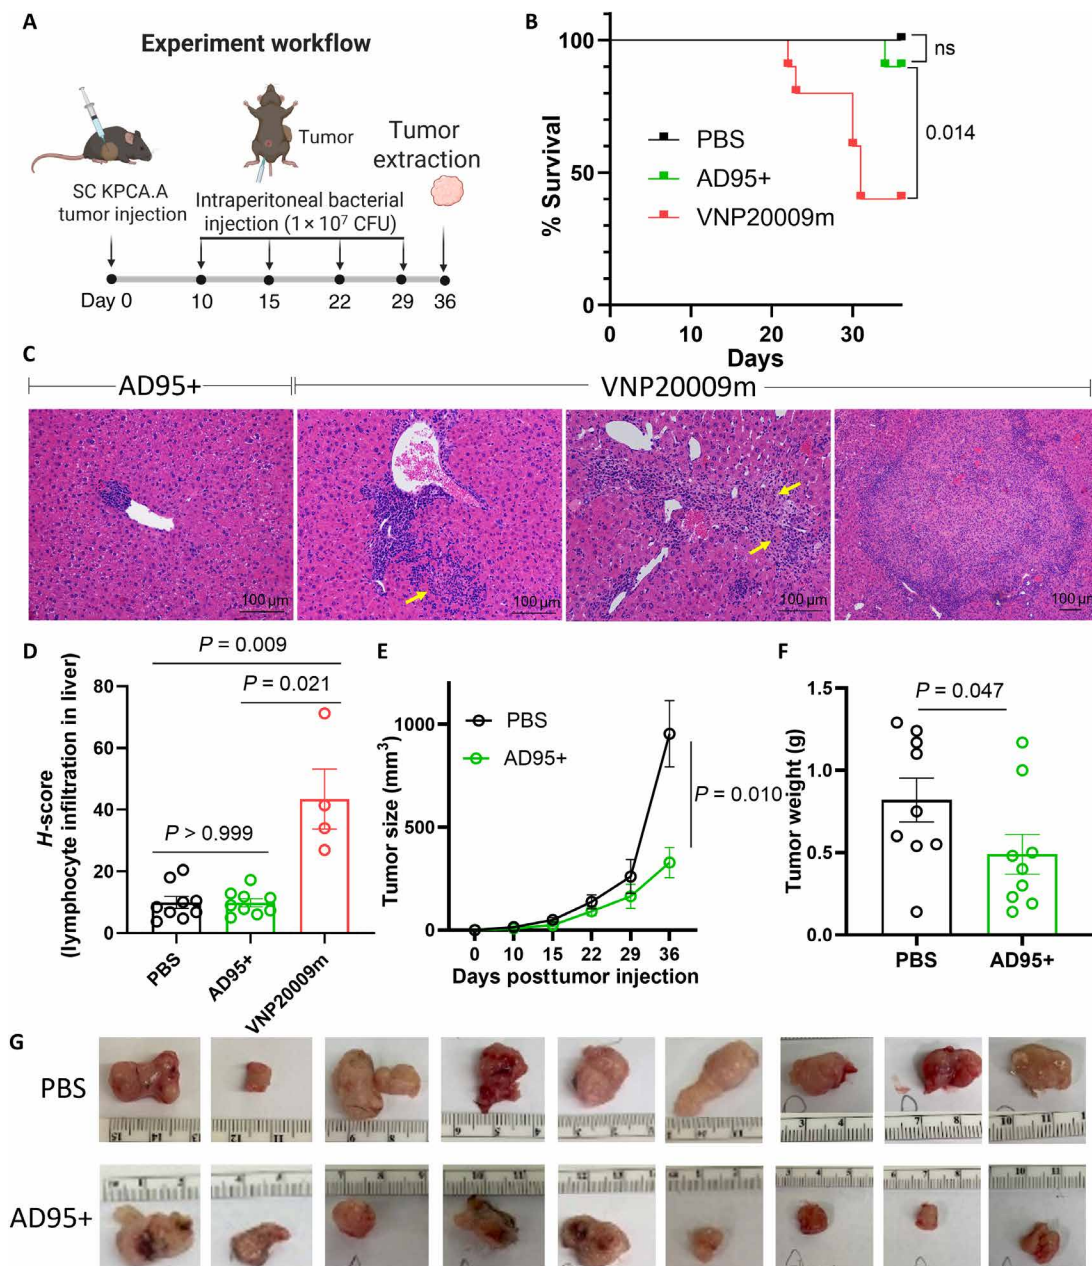 A
Experiment workflow
Tumor
Tumor
extraction
SC KPCA.A
tumor injection
Intraperitoneal bacterial
injection (1 × 10⁷ CFU)
Day 0
10
15
22
29
36
B
% Survival
100
50
0
0
10
20
30
Days
PBS
AD95+
VNP20009m
ns
0.014
C
AD95+
VNP20009m
100 μm
100 μm
100 μm
100 μm
D
P = 0.009
P = 0.021
P > 0.999
H-score
(lymphocyte infiltration in liver)
80
60
40
20
0
PBS
AD95+
VNP20009m
E
Tumor size (mm³)
1000
500
0
PBS
AD95+
P = 0.010
0
10
15
22
29
36
Days posttumor injection
F
P = 0.047
Tumor weight (g)
1.5
1.0
0.5
0.0
PBS
AD95+
G
PBS
AD95+